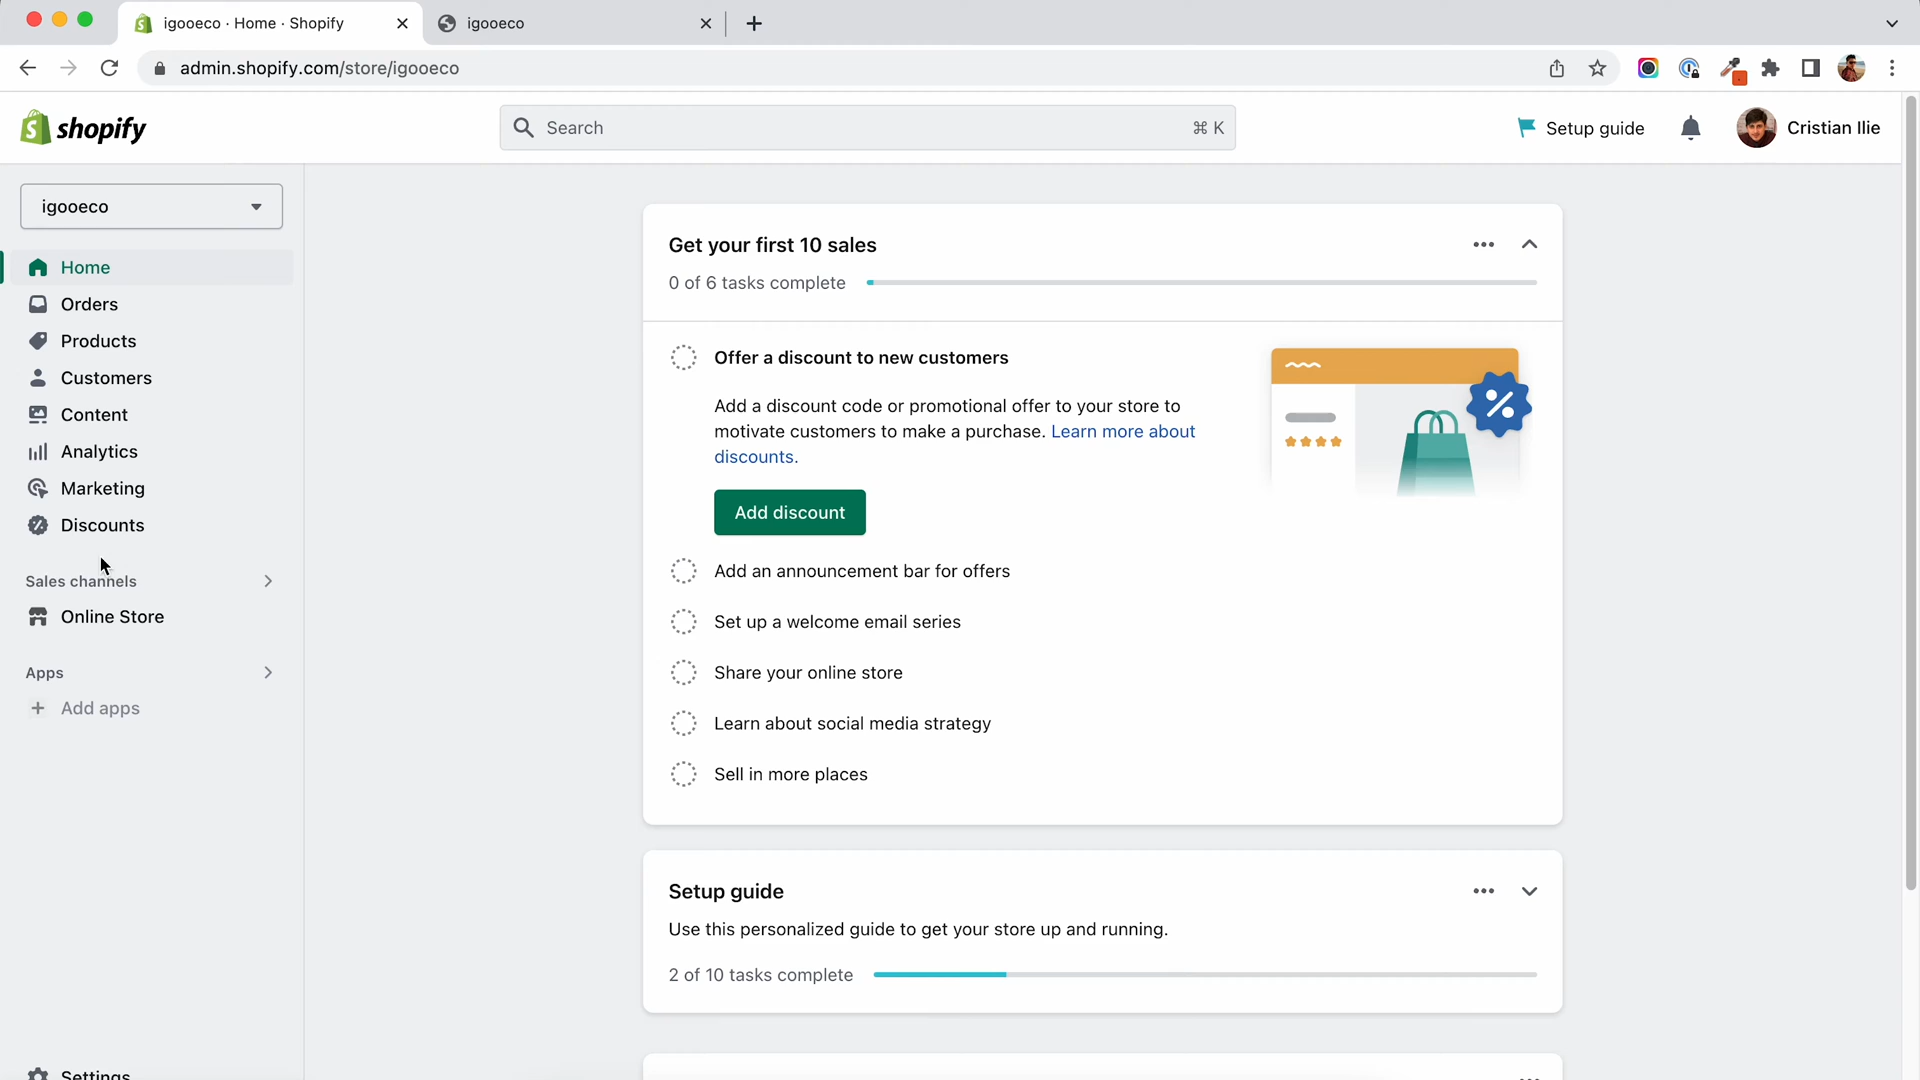 igooeco · Home · Shopify
igooeco
admin.shopify.com/store/igooeco
shopify
Search
⌘ K
Setup guide
Cristian Ilie
igooeco
Home
Orders
Products
Customers
Content
Analytics
Marketing
Discounts
Sales channels
Online Store
Apps
Add apps
Settings
Get your first 10 sales
0 of 6 tasks complete
Offer a discount to new customers
Add a discount code or promotional offer to your store to
motivate customers to make a purchase. Learn more about
discounts.
Add discount
Add an announcement bar for offers
Set up a welcome email series
Share your online store
Learn about social media strategy
Sell in more places
Setup guide
Use this personalized guide to get your store up and running.
2 of 10 tasks complete